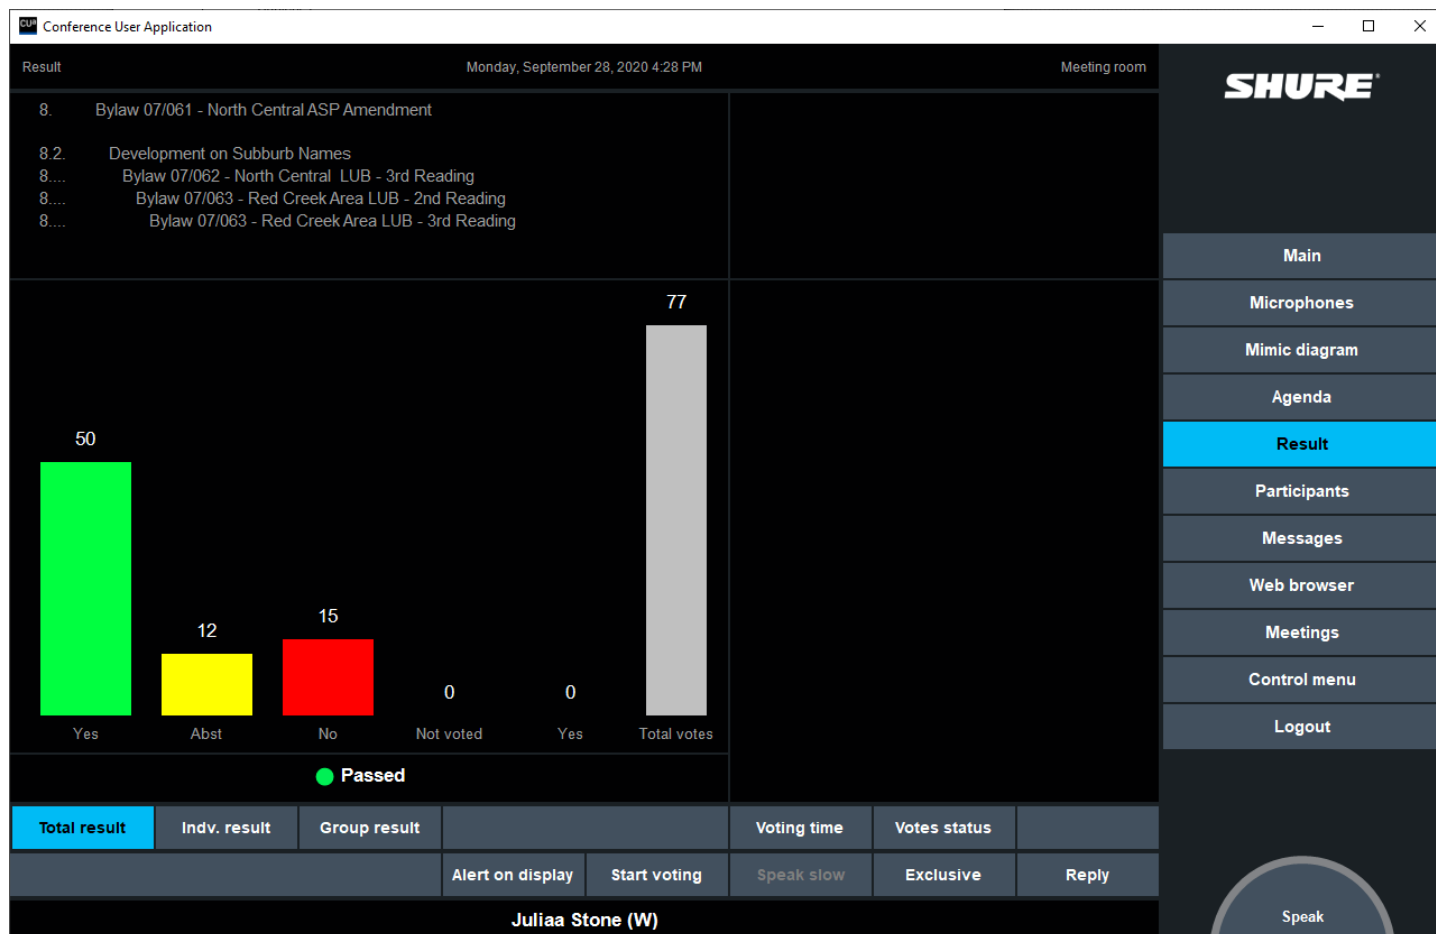 CUa Conference User Application
Result
Monday, September 28, 2020 4:28 PM
Meeting room
SHURE
8. Bylaw 07/061 - North Central ASP Amendment
8.2. Development on Subburb Names
8.... Bylaw 07/062 - North Central LUB - 3rd Reading
8.... Bylaw 07/063 - Red Creek Area LUB - 2nd Reading
8.... Bylaw 07/063 - Red Creek Area LUB - 3rd Reading
77
50
12
15
0
0
Yes
Abst
No
Not voted
Yes
Total votes
Passed
Main
Microphones
Mimic diagram
Agenda
Result
Participants
Messages
Web browser
Meetings
Control menu
Logout
Total result
Indv. result
Group result
Voting time
Votes status
Alert on display
Start voting
Speak slow
Exclusive
Reply
Juliaa Stone (W)
Speak